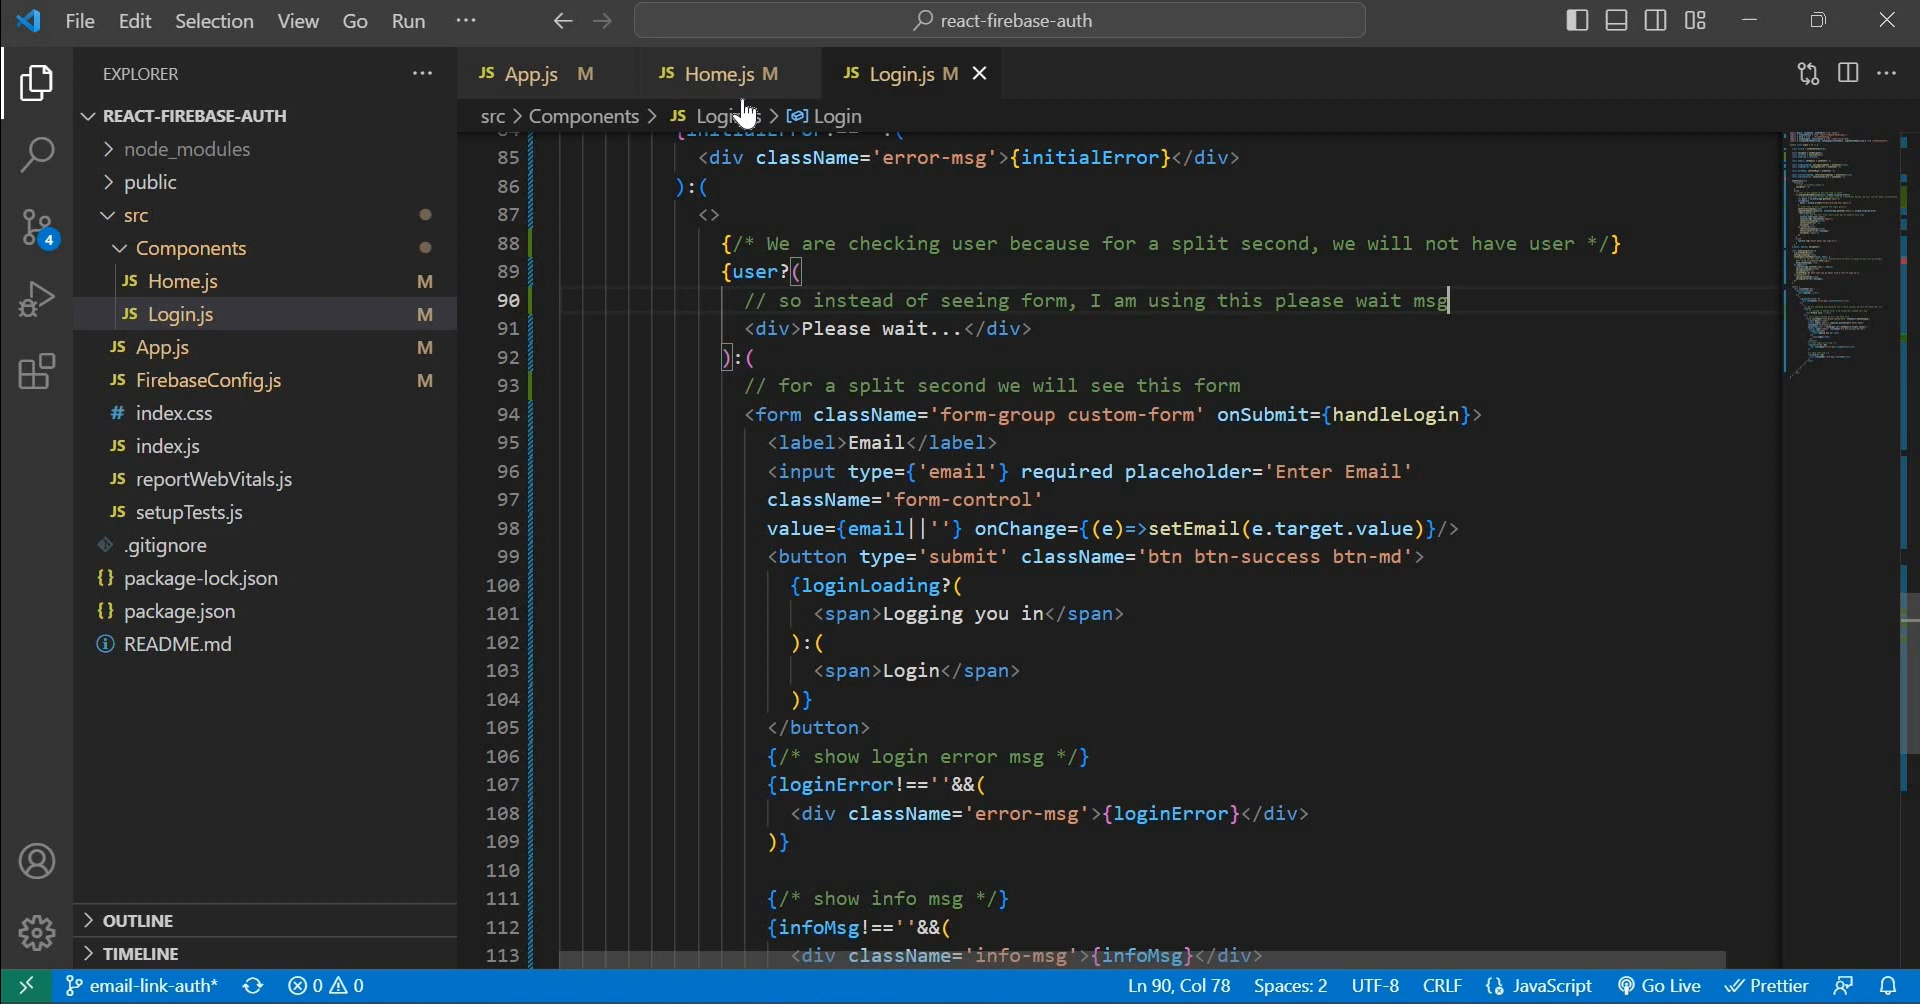 File Edit Selection View Go Run ··· react-firebase-auth
EXPLORER ···
JS App.js M JS Home.js M JS Login.js M
src > Components > JS > Login
REACT-FIREBASE-AUTH
node_modules
public
src
Components
JS Home.js M
JS Login.js M
JS App.js M
JS FirebaseConfig.js M
# index.css
JS index.js
JS reportWebVitals.js
JS setupTests.js
.gitignore
{} package-lock.json
{} package.json
README.md
4
OUTLINE
TIMELINE
85 <div className='error-msg'>{initialError}</div>
86 ):(
87 <>
88 {/* We are checking user because for a split second, we will not have user */}
89 {user?(
90 // so instead of seeing form, I am using this please wait msg
91 <div>Please wait...</div>
92 ):(
93 // for a split second we will see this form
94 <form className='form-group custom-form' onSubmit={handleLogin}>
95 <label>Email</label>
96 <input type={'email'} required placeholder='Enter Email'
97 className='form-control'
98 value={email||''} onChange={(e)=>setEmail(e.target.value)}/>
99 <button type='submit' className='btn btn-success btn-md'>
100 {loginLoading?(
101 <span>Logging you in</span>
102 ):(
103 <span>Login</span>
104 )}
105 </button>
106 {/* show login error msg */}
107 {loginError!==''&&(
108 <div className='error-msg'>{loginError}</div>
109 )}
110
111 {/* show info msg */}
112 {infoMsg!==''&&(
113 <div className='info-msg'>{infoMsg}</div>
email-link-auth* 0 0 Ln 90, Col 78 Spaces: 2 UTF-8 CRLF {} JavaScript Go Live Prettier